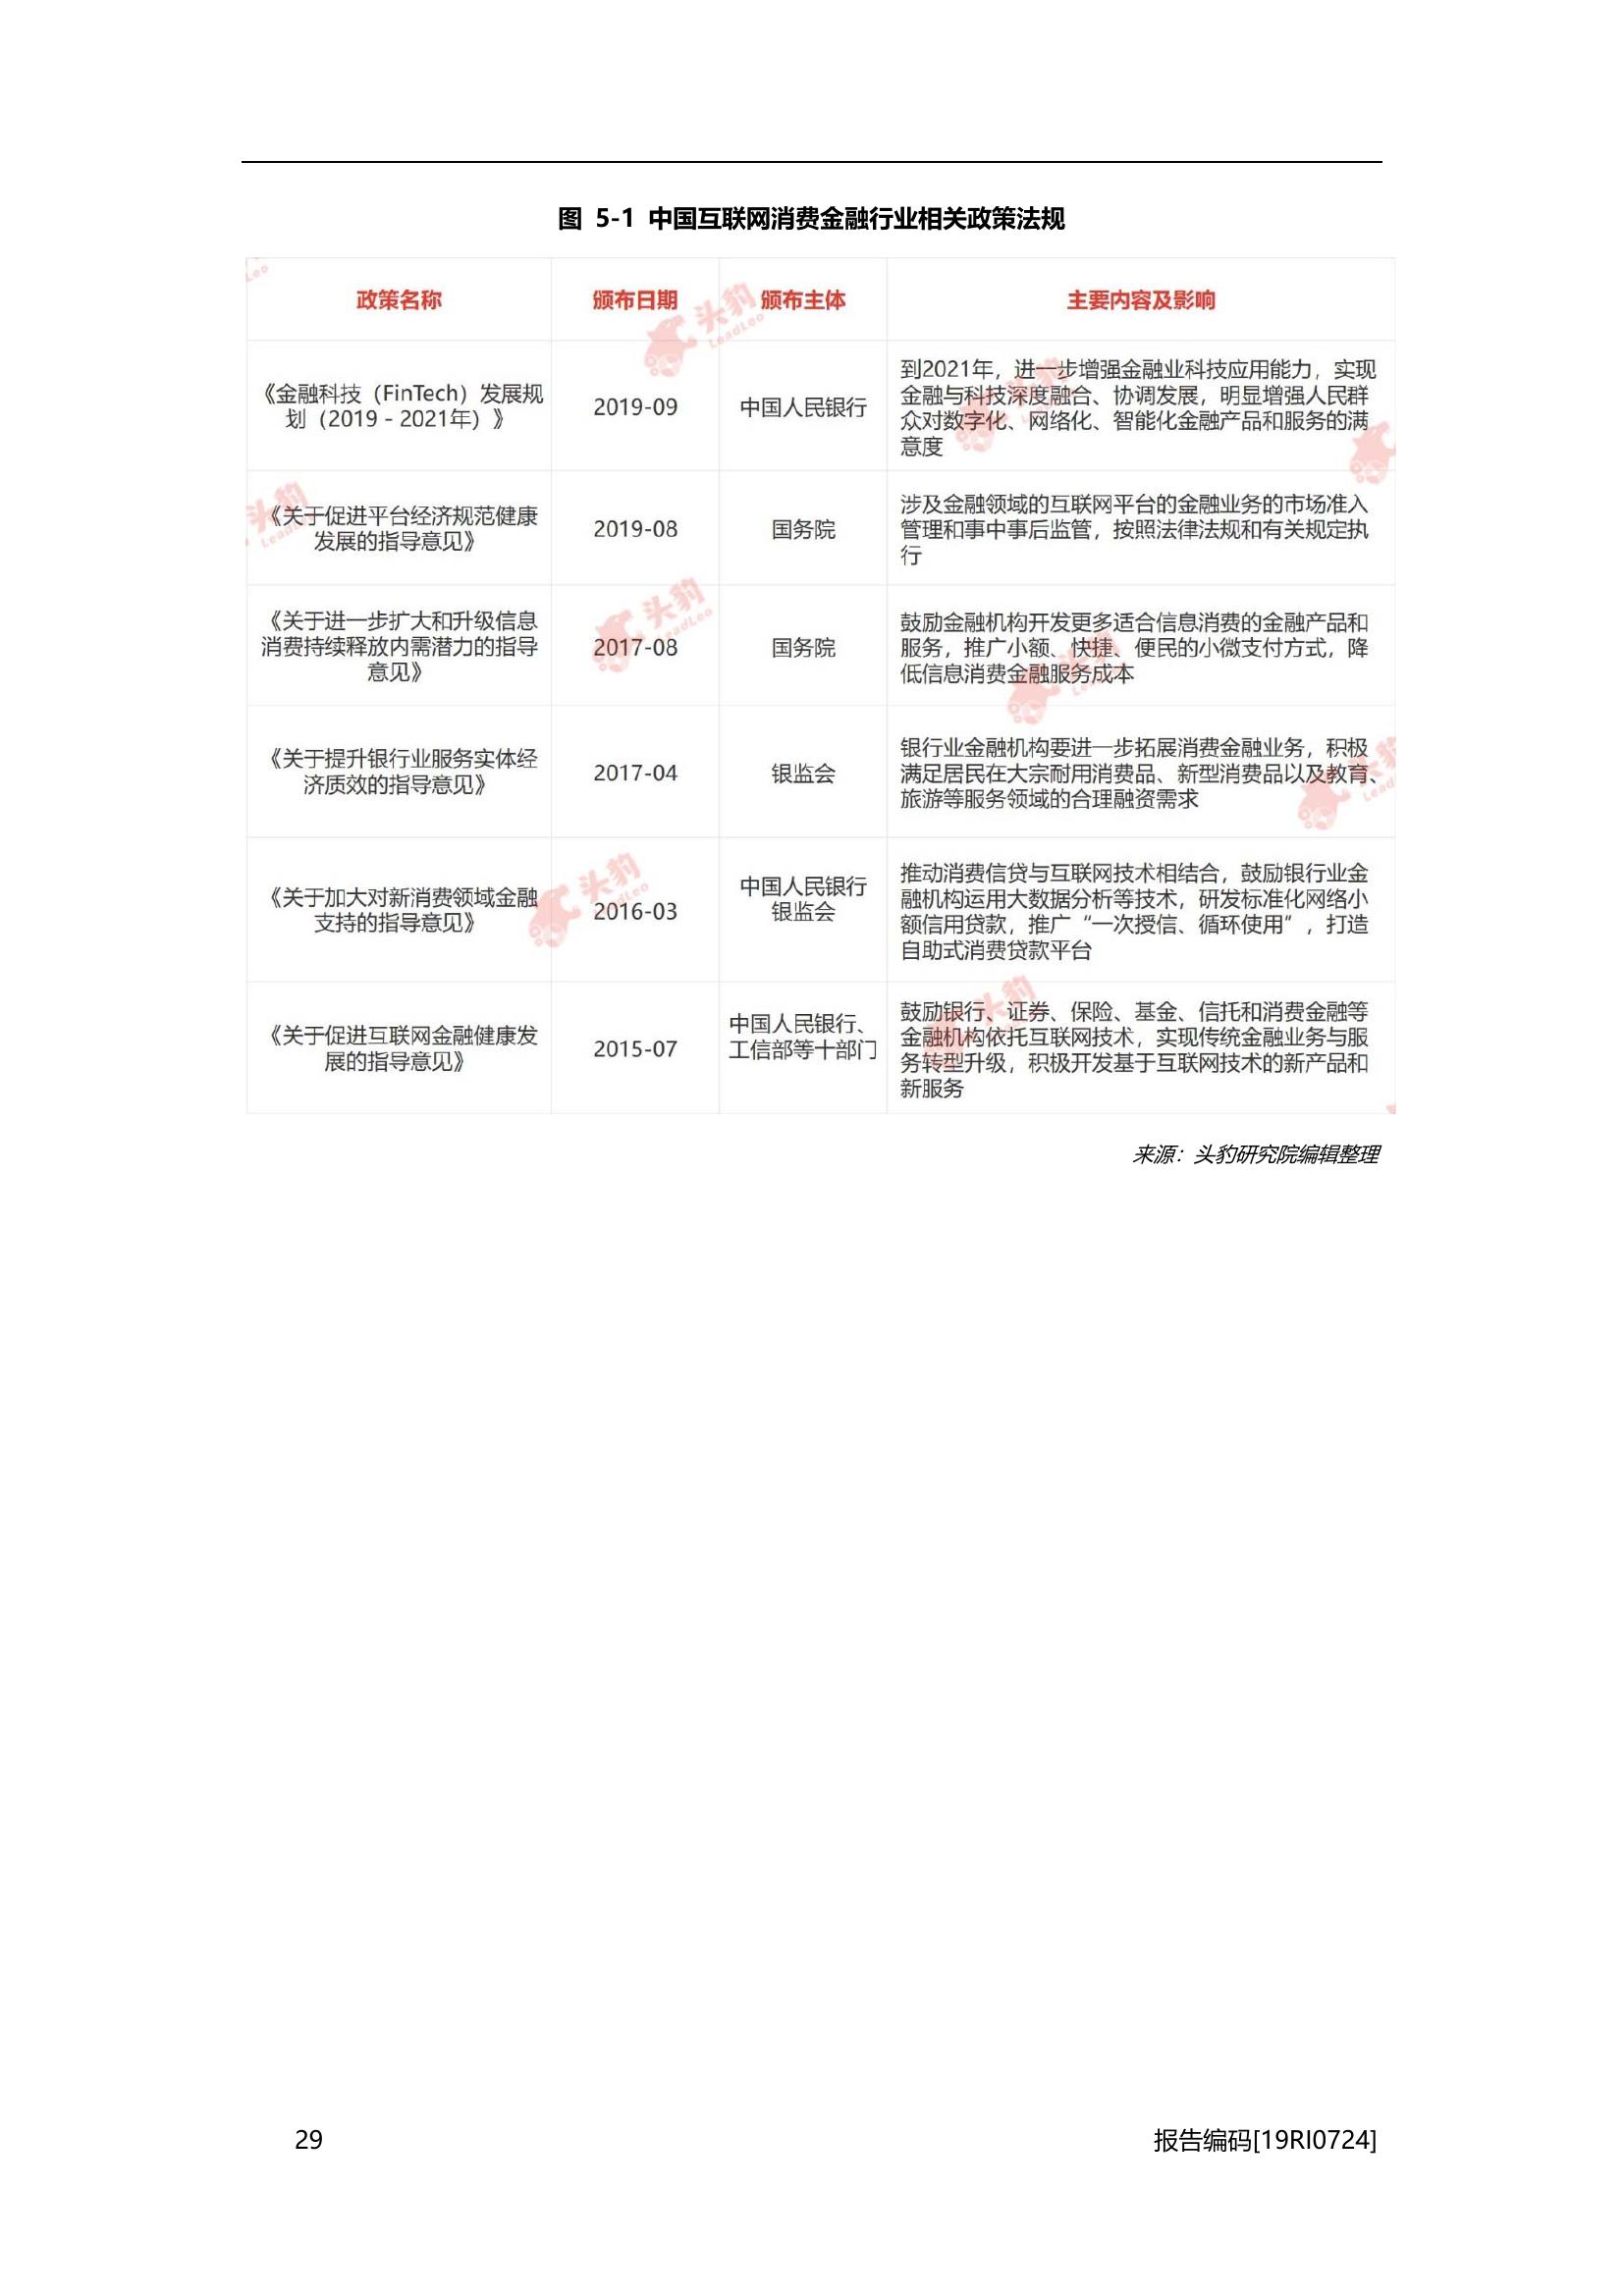 图 5-1 中国互联网消费金融行业相关政策法规
政策名称
颁布日期
颁布主体
主要内容及影响
《金融科技（FinTech）发展规
划（2019 - 2021年）》
2019-09
中国人民银行
到2021年，进一步增强金融业科技应用能力，实现
金融与科技深度融合、协调发展，明显增强人民群
众对数字化、网络化、智能化金融产品和服务的满
意度
《关于促进平台经济规范健康
发展的指导意见》
2019-08
国务院
涉及金融领域的互联网平台的金融业务的市场准入
管理和事中事后监管，按照法律法规和有关规定执
行
《关于进一步扩大和升级信息
消费持续释放内需潜力的指导
意见》
2017-08
国务院
鼓励金融机构开发更多适合信息消费的金融产品和
服务，推广小额、快捷、便民的小微支付方式，降
低信息消费金融服务成本
《关于提升银行业服务实体经
济质效的指导意见》
2017-04
银监会
银行业金融机构要进一步拓展消费金融业务，积极
满足居民在大宗耐用消费品、新型消费品以及教育、
旅游等服务领域的合理融资需求
《关于加大对新消费领域金融
支持的指导意见》
2016-03
中国人民银行
银监会
推动消费信贷与互联网技术相结合，鼓励银行业金
融机构运用大数据分析等技术，研发标准化网络小
额信用贷款，推广“一次授信、循环使用”，打造
自助式消费贷款平台
《关于促进互联网金融健康发
展的指导意见》
2015-07
中国人民银行、
工信部等十部门
鼓励银行、证券、保险、基金、信托和消费金融等
金融机构依托互联网技术，实现传统金融业务与服
务转型升级，积极开发基于互联网技术的新产品和
新服务
来源：头豹研究院编辑整理
29
报告编码[19RI0724]
头豹
LeadLeo